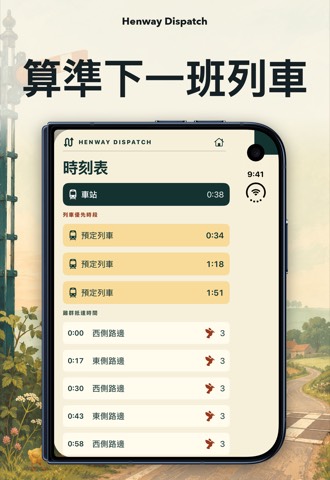 Henway Dispatch
算準下一班列車
HENWAY DISPATCH
9:41
時刻表
車站 0:38
列車優先時段
預定列車 0:34
預定列車 1:18
預定列車 1:51
雞群抵達時間
0:00 西側路邊 3
0:17 東側路邊 3
0:30 西側路邊 3
0:43 東側路邊 3
0:58 西側路邊 3